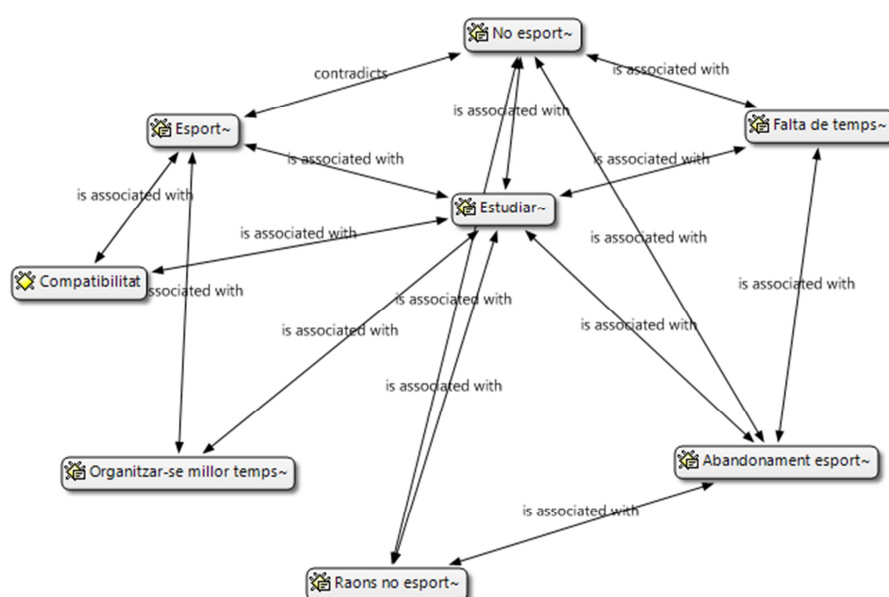 No esport~
contradicts
is associated with
is associated with
Esport~
Falta de temps~
is associated with
is associated with
is associated with
Estudiar~
is associated with
is associated with
Compatibilitat
ssociated with
is associated with
is associated with
is associated with
is associated with
is associated with
Organitzar-se millor temps~
Abandonament esport~
is associated with
Raons no esport~